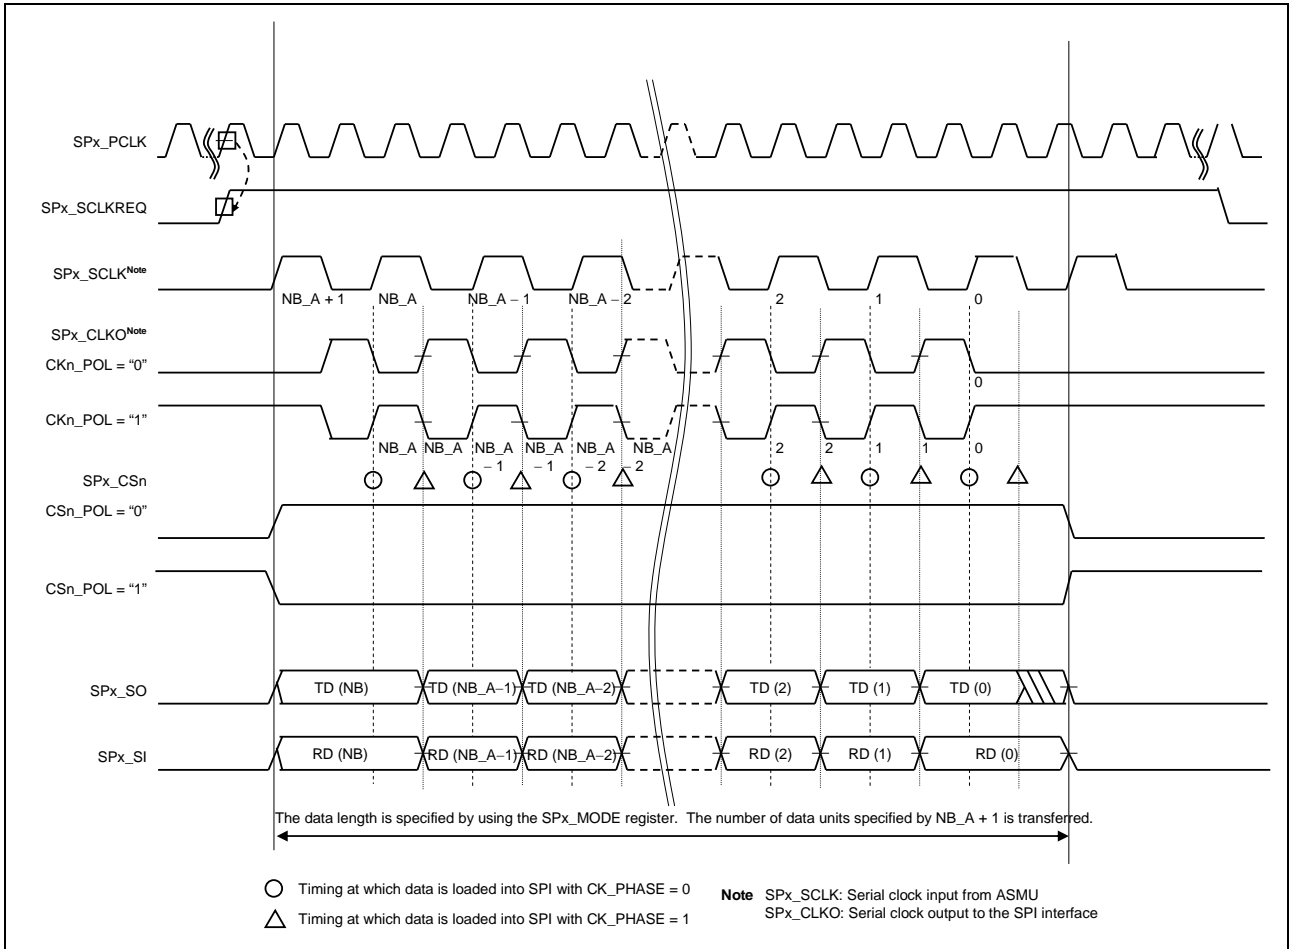 SPx_PCLK
SPx_SCLKREQ
SPx_SCLKNote
NB_A + 1 NB_A NB_A − 1 NB_A − 2 2 1 0
SPx_CLKONote
CKn_POL = “0”
0
CKn_POL = “1”
NB_A NB_A NB_A NB_A NB_A NB_A 2 2 1 1 0
− 1 − 1 − 2 − 2
SPx_CSn
CSn_POL = “0”
CSn_POL = “1”
SPx_SO TD (NB) TD (NB_A−1) TD (NB_A−2) TD (2) TD (1) TD (0)
SPx_SI RD (NB) RD (NB_A−1) RD (NB_A−2) RD (2) RD (1) RD (0)
The data length is specified by using the SPx_MODE register. The number of data units specified by NB_A + 1 is transferred.
Timing at which data is loaded into SPI with CK_PHASE = 0
Timing at which data is loaded into SPI with CK_PHASE = 1
Note SPx_SCLK: Serial clock input from ASMU
SPx_CLKO: Serial clock output to the SPI interface